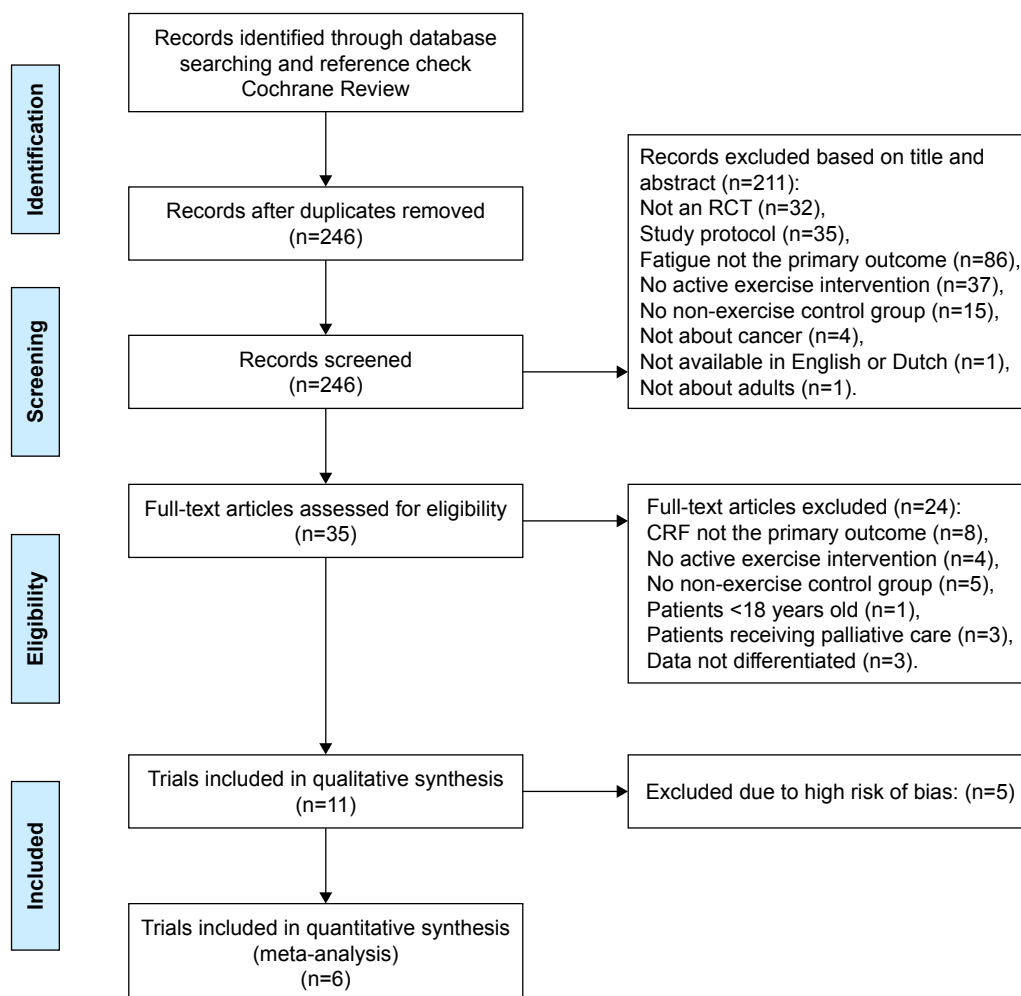 Records identified through database
searching and reference check
Cochrane Review
Identification
Records after duplicates removed
(n=246)
Records excluded based on title and
abstract (n=211):
Not an RCT (n=32),
Study protocol (n=35),
Fatigue not the primary outcome (n=86),
No active exercise intervention (n=37),
No non-exercise control group (n=15),
Not about cancer (n=4),
Not available in English or Dutch (n=1),
Not about adults (n=1).
Screening
Records screened
(n=246)
Eligibility
Full-text articles assessed for eligibility
(n=35)
Full-text articles excluded (n=24):
CRF not the primary outcome (n=8),
No active exercise intervention (n=4),
No non-exercise control group (n=5),
Patients <18 years old (n=1),
Patients receiving palliative care (n=3),
Data not differentiated (n=3).
Included
Trials included in qualitative synthesis
(n=11)
Excluded due to high risk of bias: (n=5)
Trials included in quantitative synthesis
(meta-analysis)
(n=6)